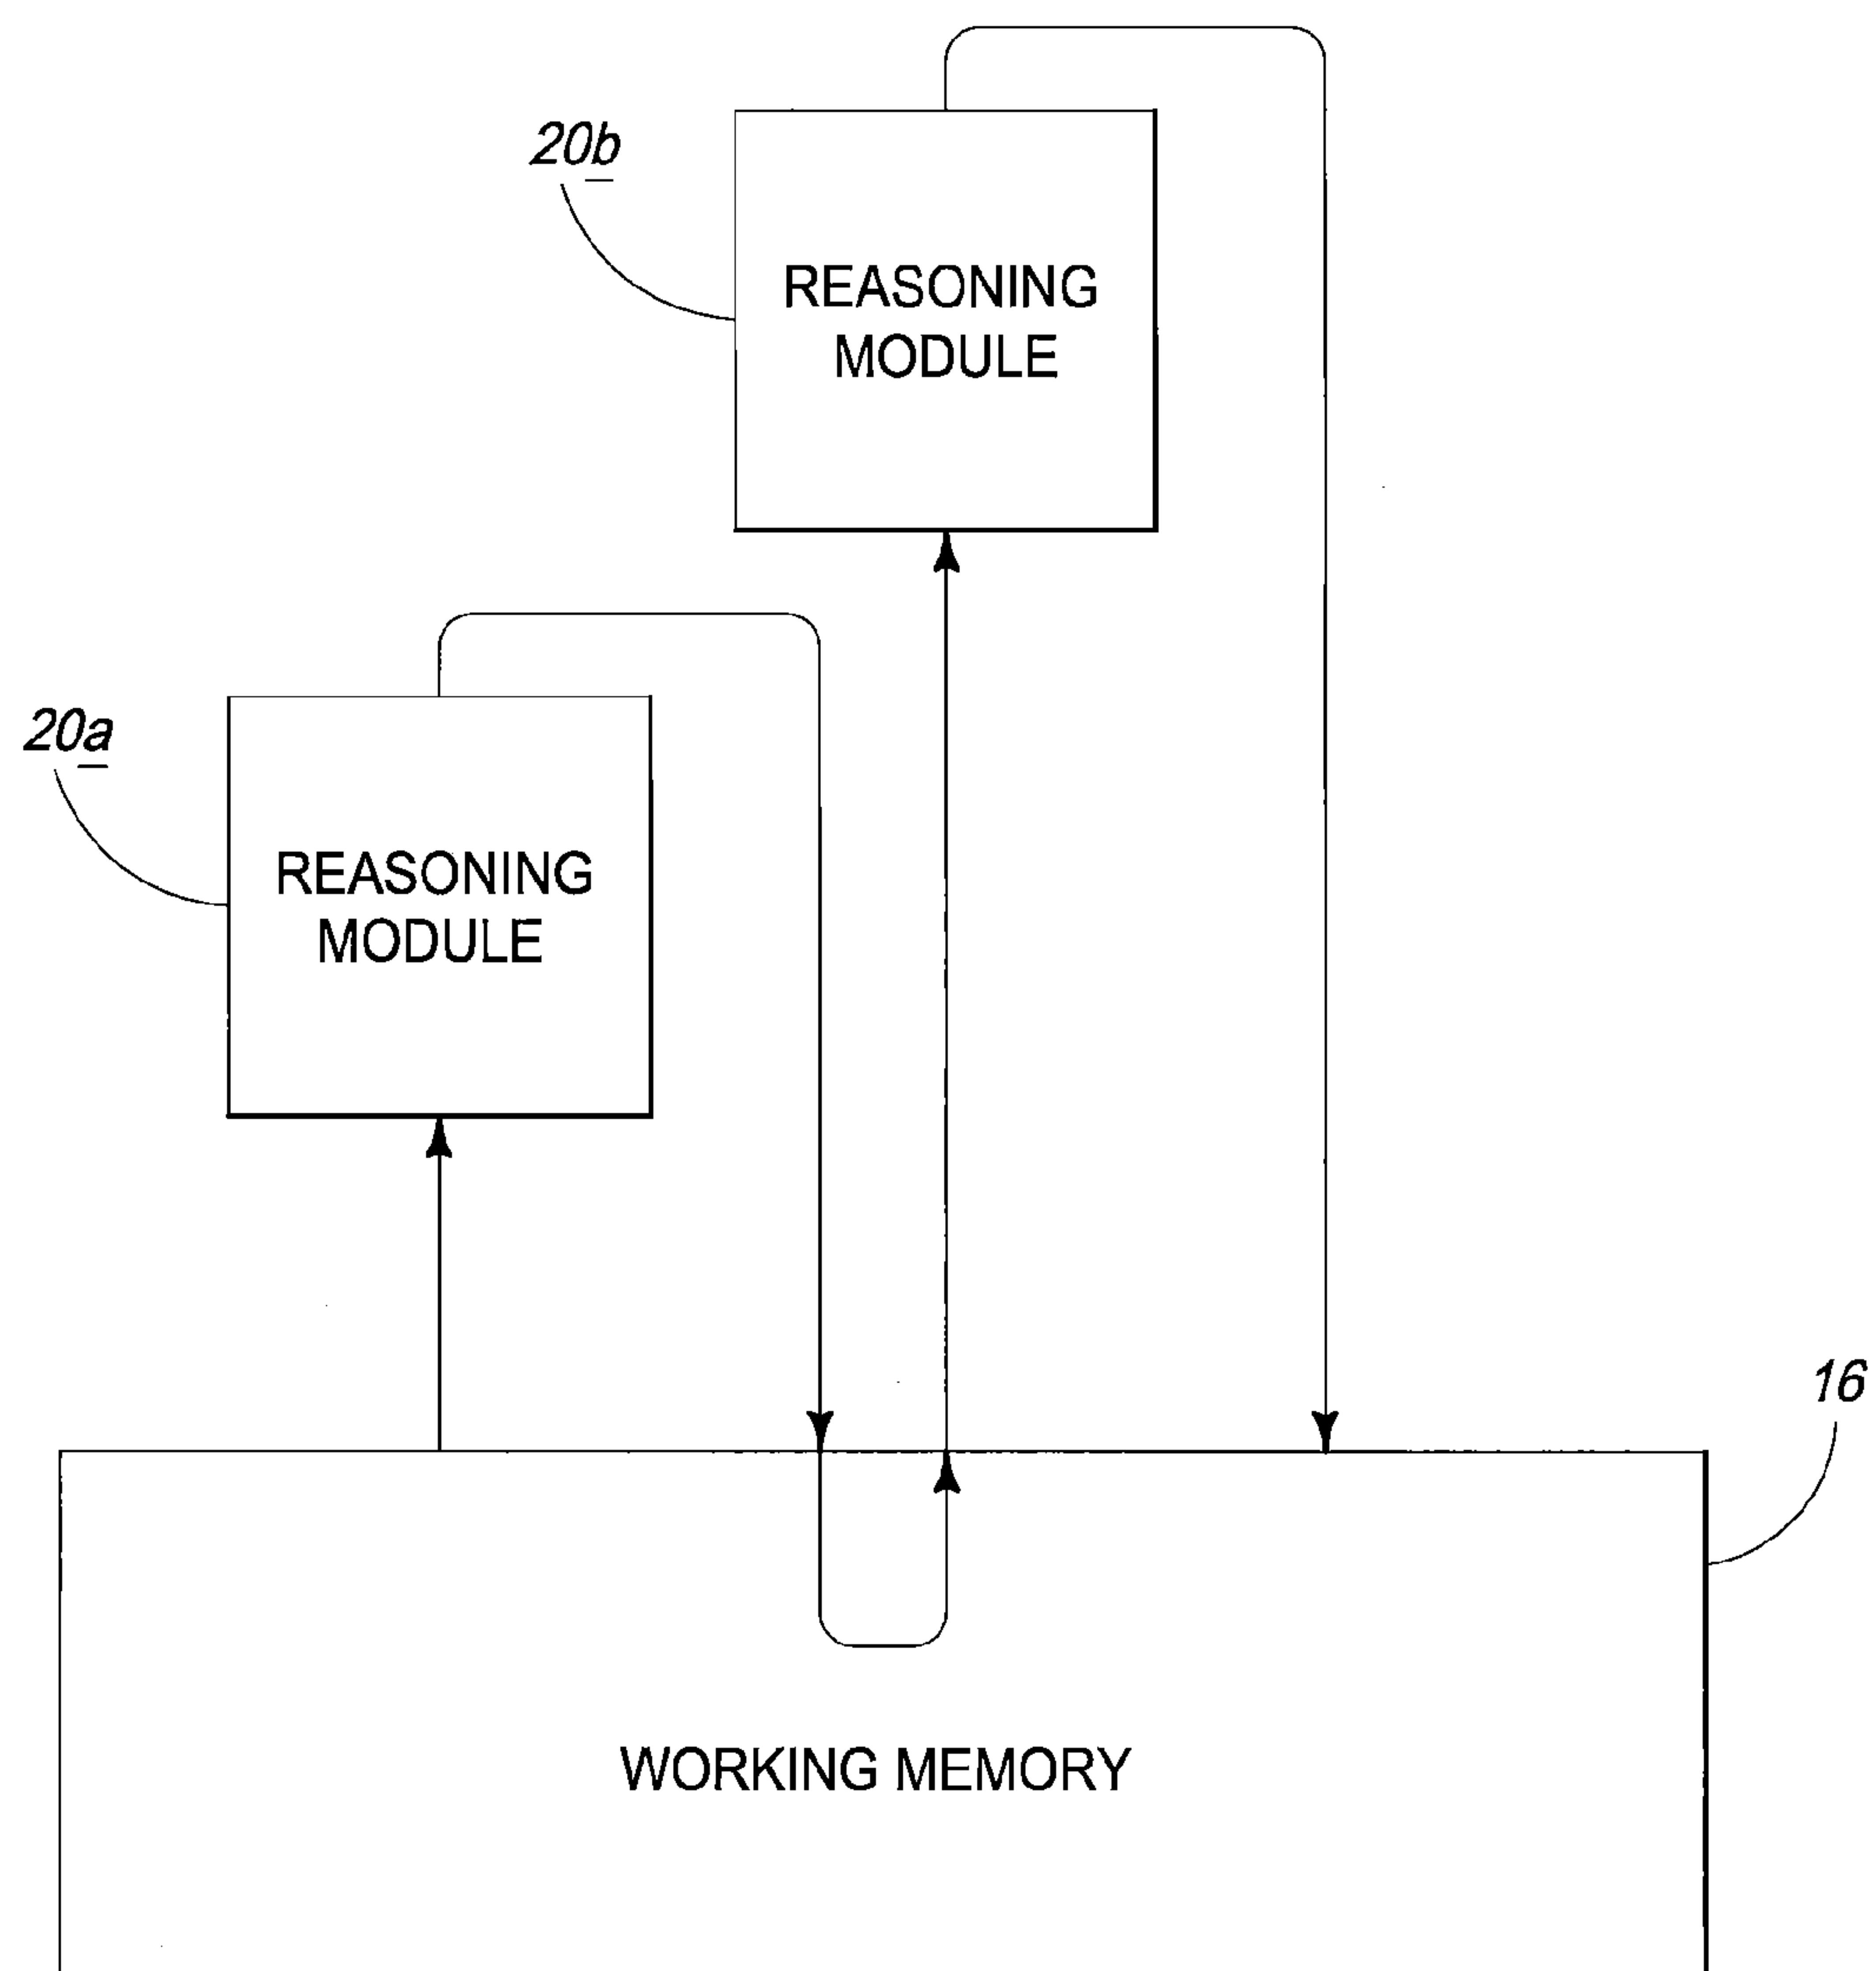 20b
REASONING
MODULE
20a
REASONING
MODULE
16
WORKING MEMORY